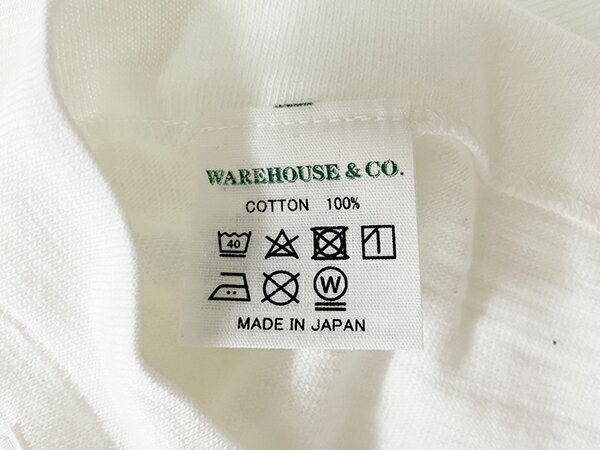 WAREHOUSE & CO.
COTTON 100%
40
W
MADE IN JAPAN